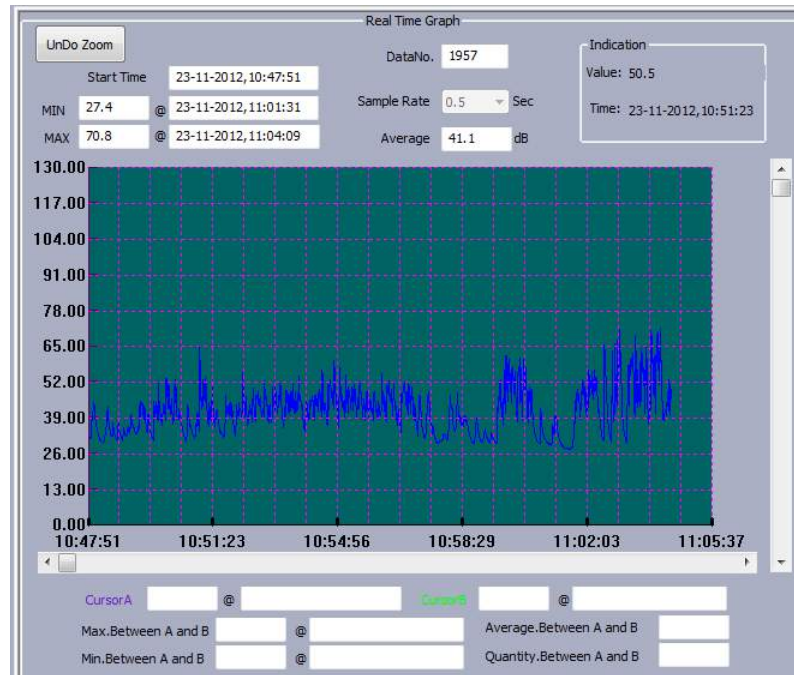 Real Time Graph
UnDo Zoom
DataNo. 1957
Indication
Value: 50.5
Time: 23-11-2012,10:51:23
Start Time 23-11-2012,10:47:51
MIN 27.4 @ 23-11-2012,11:01:31
Sample Rate 0.5 Sec
MAX 70.8 @ 23-11-2012,11:04:09
Average 41.1 dB
130.00
117.00
104.00
91.00
78.00
65.00
52.00
39.00
26.00
13.00
0.00
10:47:51 10:51:23 10:54:56 10:58:29 11:02:03 11:05:37
CursorA @ CursorB @
Max.Between A and B @ Average.Between A and B
Min.Between A and B @ Quantity.Between A and B